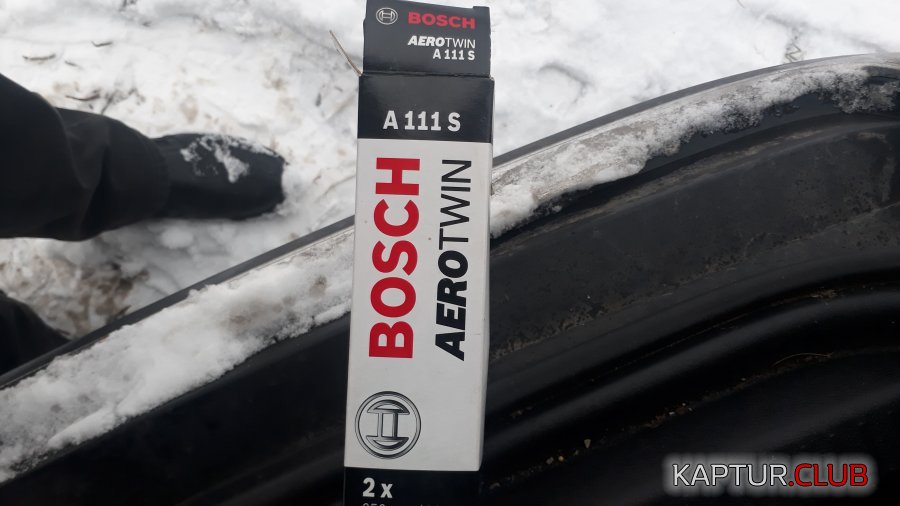 BOSCH
AEROTWIN
A 111 S
A 111 S
BOSCH
AEROTWIN
2 x
KAPTUR.CLUB